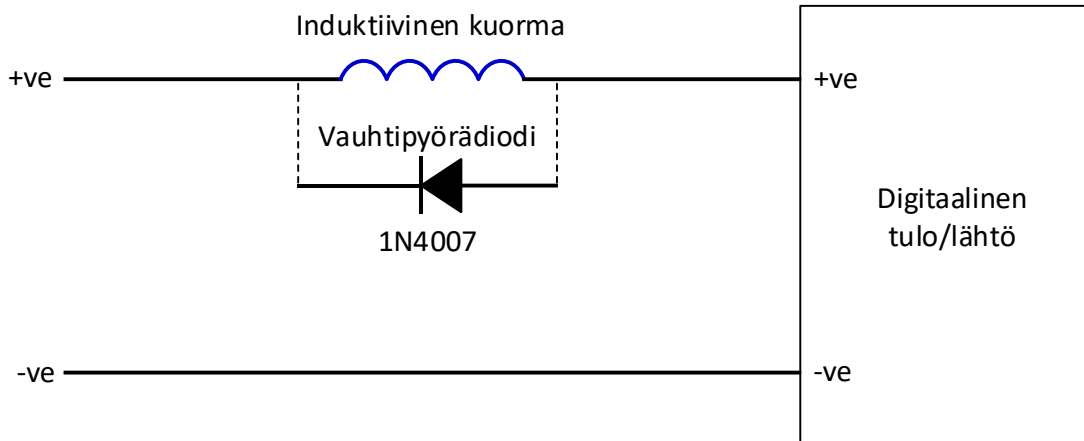 Induktiivinen kuorma
+ve
+ve
Vauhtipyörädiodi
1N4007
Digitaalinen
tulo/lähtö
-ve
-ve